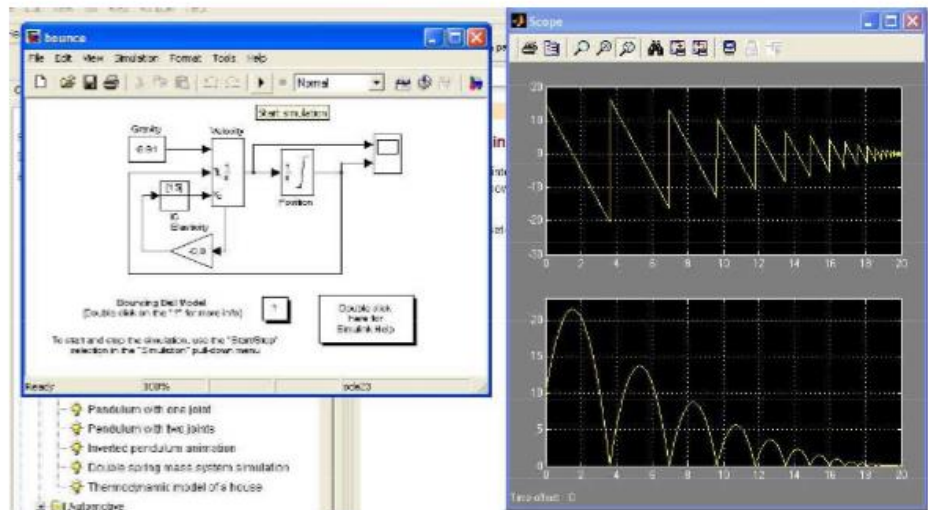 bounce
File Edit View Simulation Format Tools Help
Normal
Start simulation
Gravity
-9.81
Velocity
[15]
IC
Elasticity
-0.8
Position
Bouncing Ball Model
(Double click on the "?" for more info)
?
Double click
here for
Simulink Help
To start and stop the simulation, use the "Start/Stop"
selection in the "Simulation" pull-down menu
Ready 100% ode23
Pendulum with one joint
Pendulum with two joints
Inverted pendulum animation
Double spring mass system simulation
Thermodynamic model of a house
Automotive
Scope
20
10
0
-10
-20
-30
0 2 4 6 8 10 12 14 16 18 20
20
15
10
5
0
0 2 4 6 8 10 12 14 16 18 20
Time offset: 0